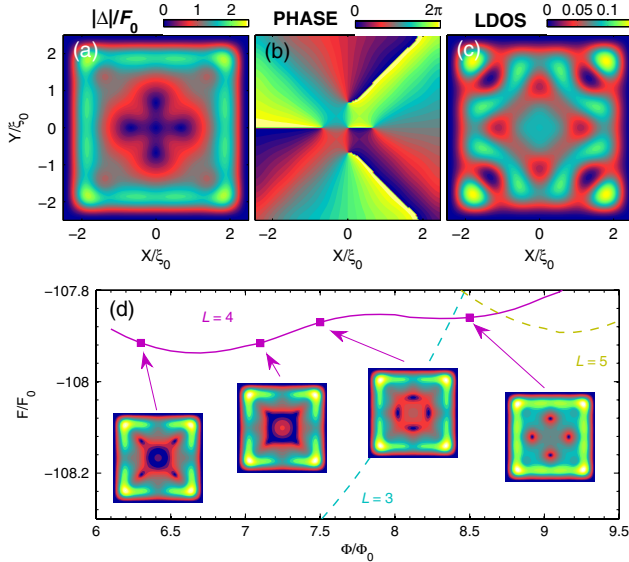 |Δ|/F₀ PHASE LDOS
0 1 2 0 2π 0 0.05 0.1
(a) (b) (c)
2
1
0
-1
-2
Y/ξ₀
-2 0 2 -2 0 2 -2 0 2
X/ξ₀ X/ξ₀ X/ξ₀
(d)
-107.8
-108
-108.2
F/F₀
L = 4
L = 5
L = 3
6 6.5 7 7.5 8 8.5 9 9.5
Φ/Φ₀